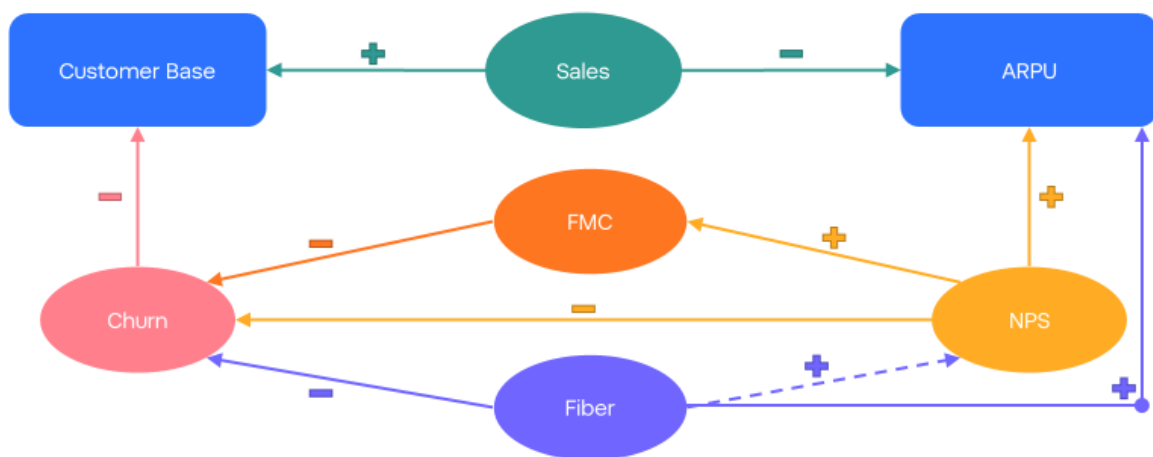 Customer Base
+
Sales
−
ARPU
−
FMC
+
+
−
Churn
−
NPS
−
Fiber
+
+